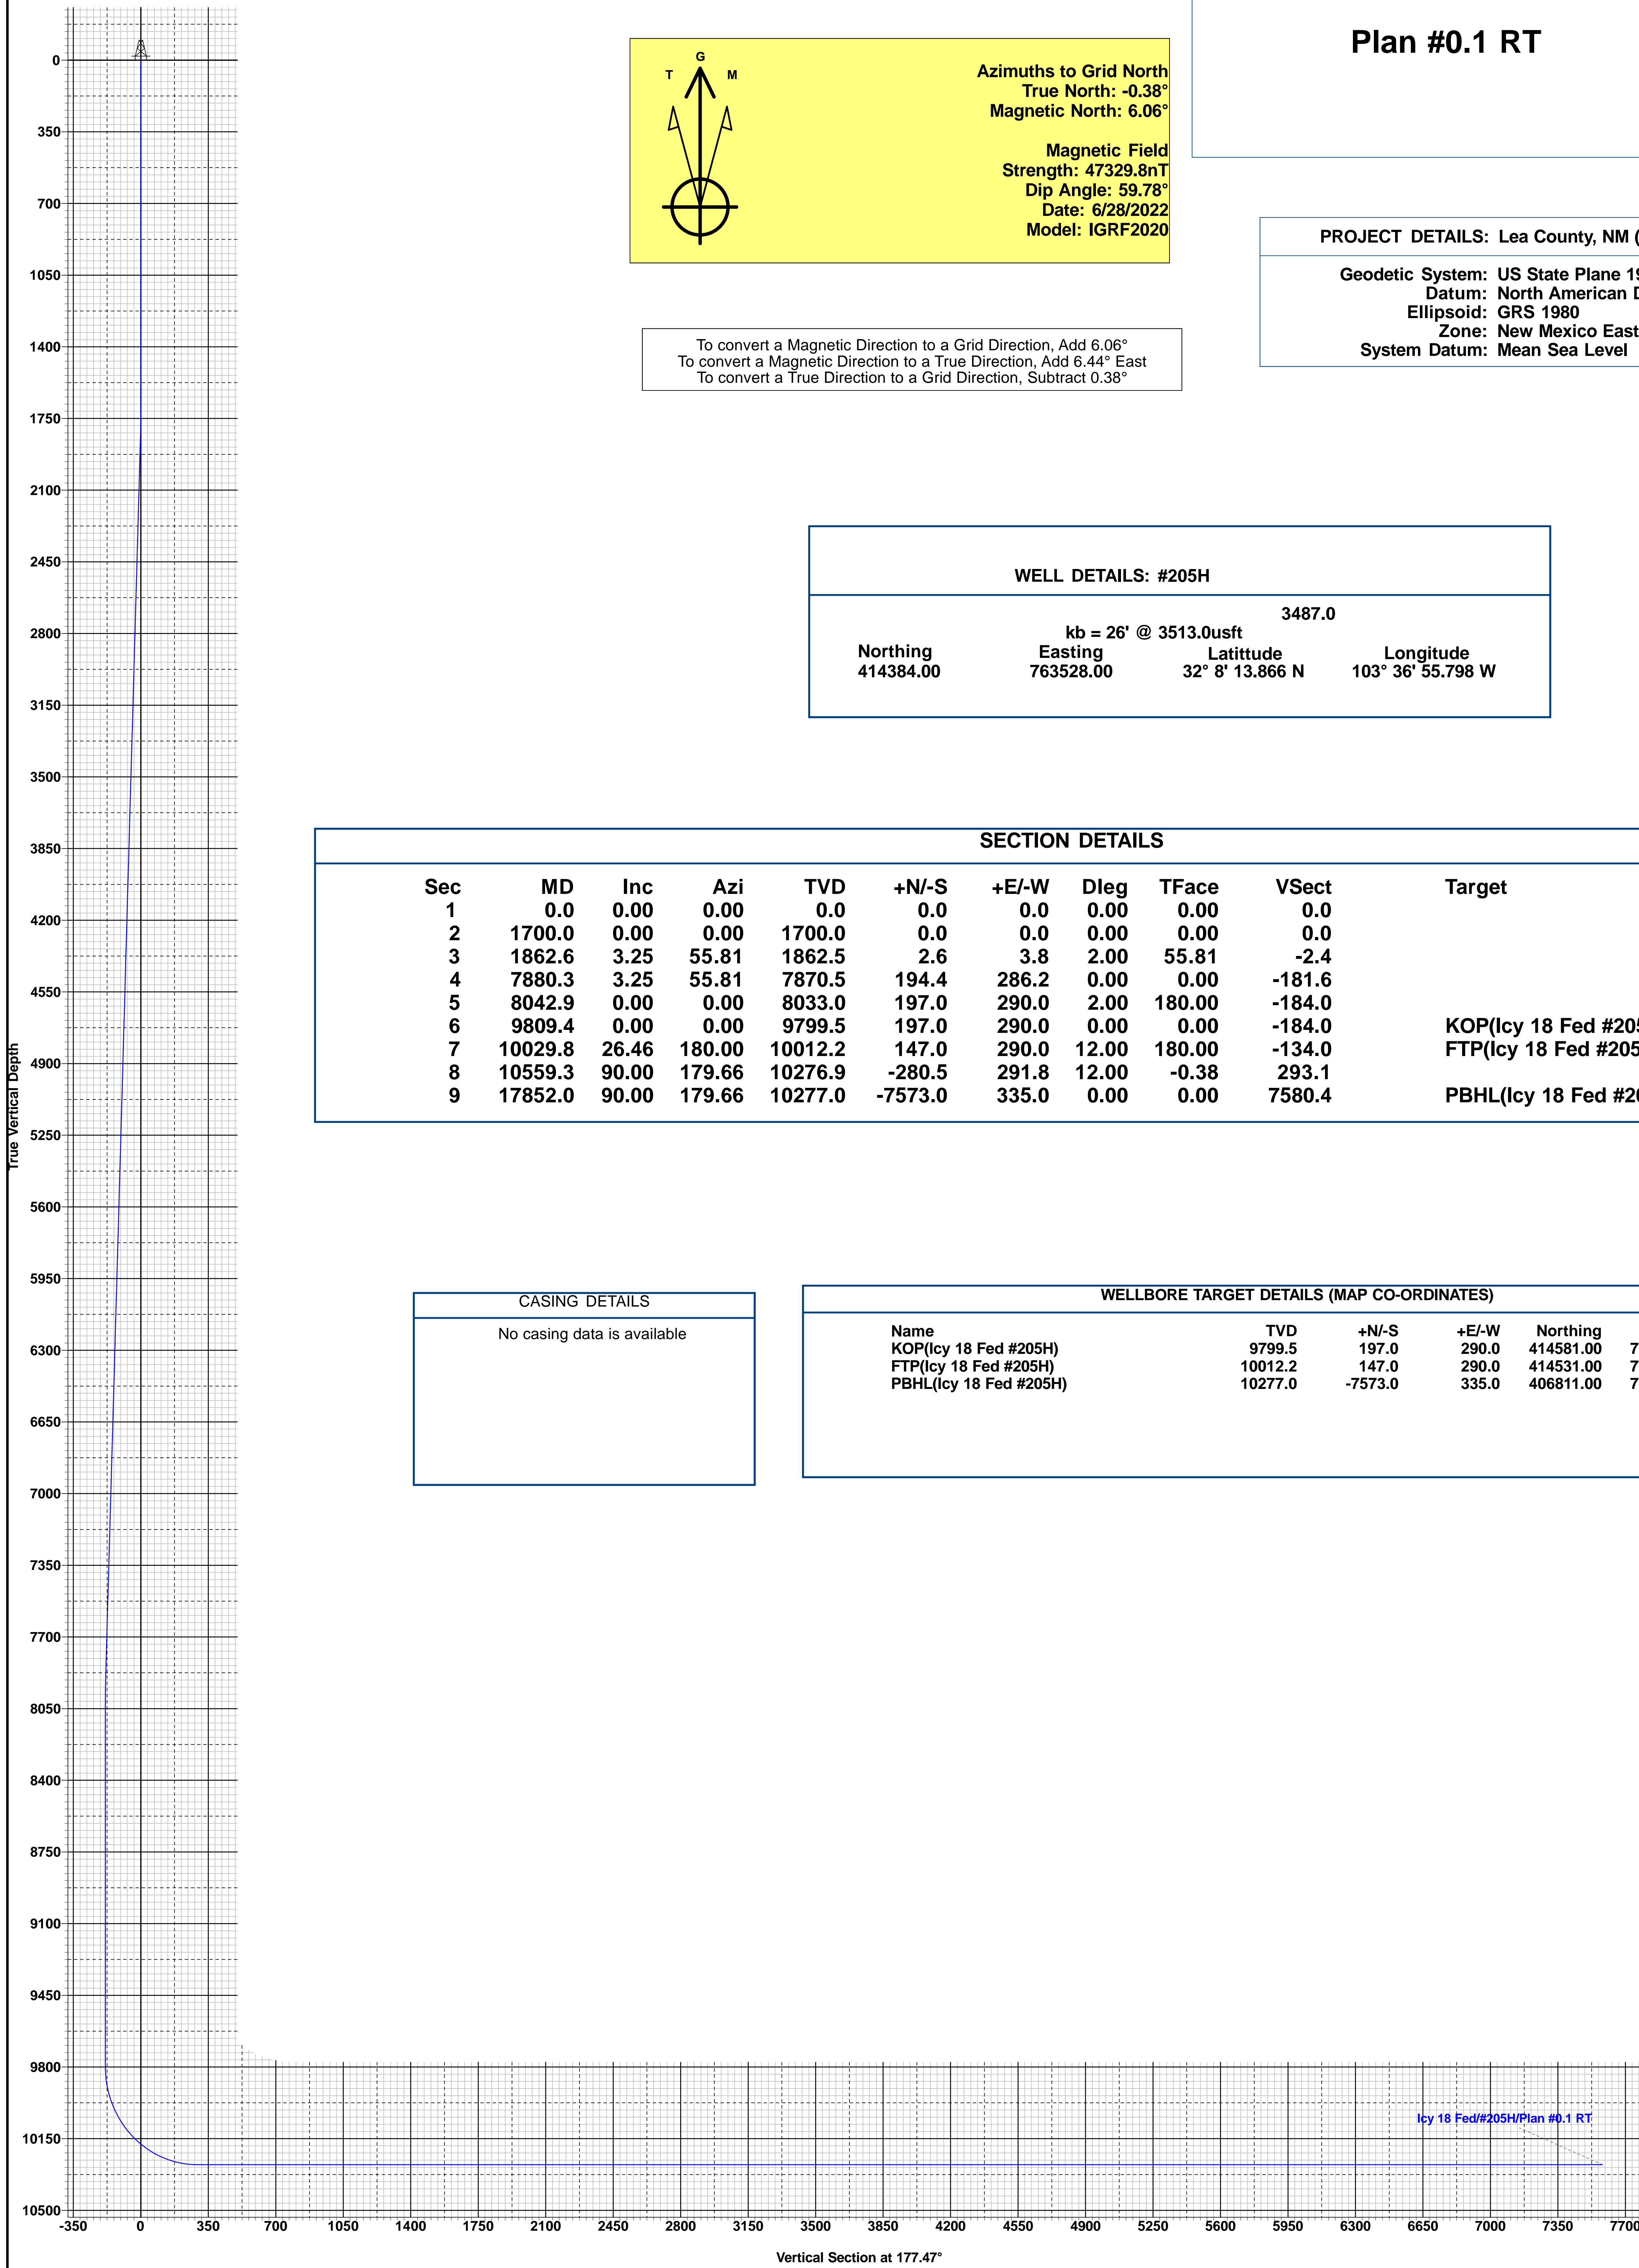 Plan #0.1 RT
G
T M
Azimuths to Grid North
True North: -0.38°
Magnetic North: 6.06°
Magnetic Field
Strength: 47329.8nT
Dip Angle: 59.78°
Date: 6/28/2022
Model: IGRF2020
PROJECT DETAILS: Lea County, NM (
Geodetic System: US State Plane 19
Datum: North American D
Ellipsoid: GRS 1980
Zone: New Mexico East
System Datum: Mean Sea Level
To convert a Magnetic Direction to a Grid Direction, Add 6.06°
To convert a Magnetic Direction to a True Direction, Add 6.44° East
To convert a True Direction to a Grid Direction, Subtract 0.38°
WELL DETAILS: #205H
3487.0
kb = 26' @ 3513.0usft
Northing Easting Latittude Longitude
414384.00 763528.00 32° 8' 13.866 N 103° 36' 55.798 W
SECTION DETAILS
Sec MD Inc Azi TVD +N/-S +E/-W Dleg TFace VSect Target
1 0.0 0.00 0.00 0.0 0.0 0.0 0.00 0.00 0.0
2 1700.0 0.00 0.00 1700.0 0.0 0.0 0.00 0.00 0.0
3 1862.6 3.25 55.81 1862.5 2.6 3.8 2.00 55.81 -2.4
4 7880.3 3.25 55.81 7870.5 194.4 286.2 0.00 0.00 -181.6
5 8042.9 0.00 0.00 8033.0 197.0 290.0 2.00 180.00 -184.0
6 9809.4 0.00 0.00 9799.5 197.0 290.0 0.00 0.00 -184.0 KOP(Icy 18 Fed #205
7 10029.8 26.46 180.00 10012.2 147.0 290.0 12.00 180.00 -134.0 FTP(Icy 18 Fed #205
8 10559.3 90.00 179.66 10276.9 -280.5 291.8 12.00 -0.38 293.1
9 17852.0 90.00 179.66 10277.0 -7573.0 335.0 0.00 0.00 7580.4 PBHL(Icy 18 Fed #20
CASING DETAILS
No casing data is available
WELLBORE TARGET DETAILS (MAP CO-ORDINATES)
Name TVD +N/-S +E/-W Northing
KOP(Icy 18 Fed #205H) 9799.5 197.0 290.0 414581.00 7
FTP(Icy 18 Fed #205H) 10012.2 147.0 290.0 414531.00 7
PBHL(Icy 18 Fed #205H) 10277.0 -7573.0 335.0 406811.00 7
True Vertical Depth
0
350
700
1050
1400
1750
2100
2450
2800
3150
3500
3850
4200
4550
4900
5250
5600
5950
6300
6650
7000
7350
7700
8050
8400
8750
9100
9450
9800
10150
10500
Icy 18 Fed/#205H/Plan #0.1 RT
-350 0 350 700 1050 1400 1750 2100 2450 2800 3150 3500 3850 4200 4550 4900 5250 5600 5950 6300 6650 7000 7350 7700
Vertical Section at 177.47°